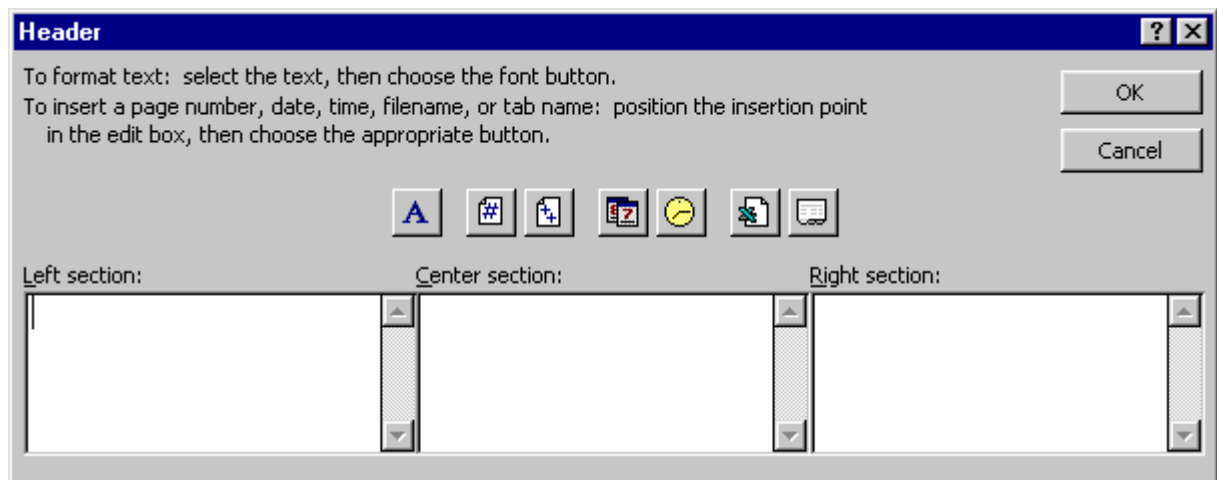 Header
To format text:  select the text, then choose the font button.
To insert a page number, date, time, filename, or tab name:  position the insertion point
in the edit box, then choose the appropriate button.
OK
Cancel
A
#
Left section:
Center section:
Right section: